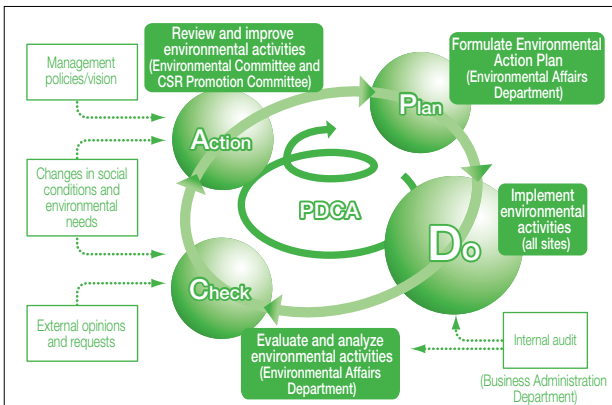 Review and improve
environmental activities
(Environmental Committee and
CSR Promotion Committee)
Formulate Environmental
Action Plan
(Environmental Affairs
Department)
Management
policies/vision
Action
Plan
Changes in social
conditions and
environmental
needs
PDCA
Do
Implement
environmental
activities
(all sites)
Check
External opinions
and requests
Evaluate and analyze
environmental activities
(Environmental Affairs
Department)
Internal audit
(Business Administration
Department)